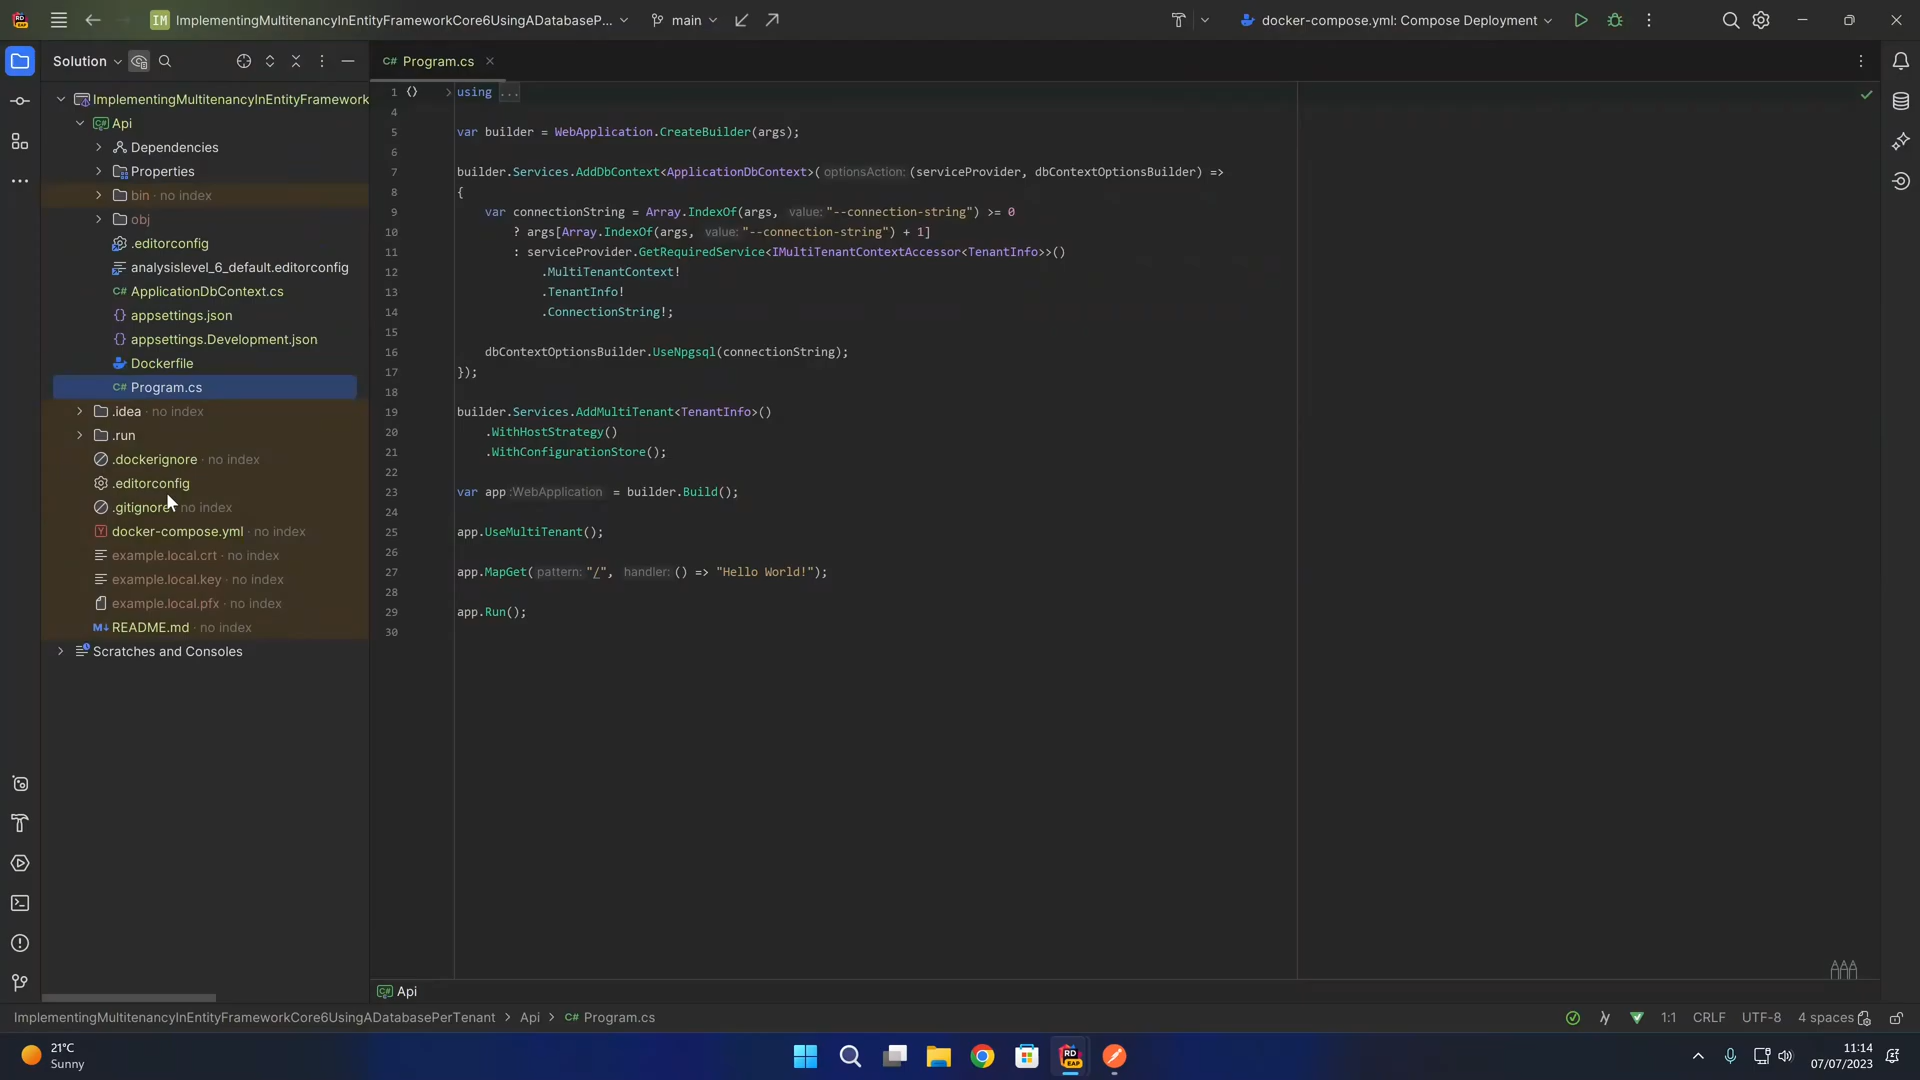 IM ImplementingMultitenancyInEntityFrameworkCore6UsingADatabaseP...
main
docker-compose.yml: Compose Deployment
Solution
C# Program.cs
ImplementingMultitenancyInEntityFramework
C# Api
Dependencies
Properties
bin · no index
obj
.editorconfig
analysislevel_6_default.editorconfig
C# ApplicationDbContext.cs
{} appsettings.json
{} appsettings.Development.json
Dockerfile
C# Program.cs
.idea · no index
.run
.dockerignore · no index
.editorconfig
.gitignore · no index
Y docker-compose.yml · no index
example.local.crt · no index
example.local.key · no index
example.local.pfx · no index
M↓ README.md · no index
Scratches and Consoles
1 using ...
4
5 var builder = WebApplication.CreateBuilder(args);
6
7 builder.Services.AddDbContext<ApplicationDbContext>( optionsAction: (serviceProvider, dbContextOptionsBuilder) =>
8 {
9 var connectionString = Array.IndexOf(args, value: "--connection-string") >= 0
10 ? args[Array.IndexOf(args, value: "--connection-string") + 1]
11 : serviceProvider.GetRequiredService<IMultiTenantContextAccessor<TenantInfo>>()
12 .MultiTenantContext!
13 .TenantInfo!
14 .ConnectionString!;
15
16 dbContextOptionsBuilder.UseNpgsql(connectionString);
17 });
18
19 builder.Services.AddMultiTenant<TenantInfo>()
20 .WithHostStrategy()
21 .WithConfigurationStore();
22
23 var app :WebApplication = builder.Build();
24
25 app.UseMultiTenant();
26
27 app.MapGet( pattern: "/", handler: () => "Hello World!");
28
29 app.Run();
30
C# Api
ImplementingMultitenancyInEntityFrameworkCore6UsingADatabasePerTenant > Api > C# Program.cs
1:1 CRLF UTF-8 4 spaces
21°C
Sunny
RD
EAP
11:14
07/07/2023